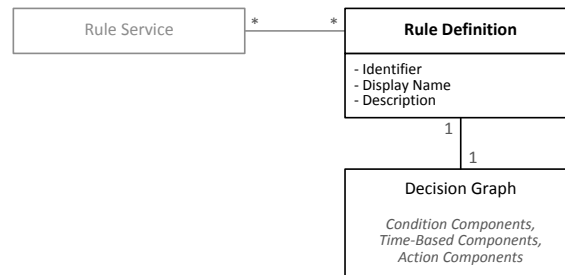 Rule Service
*
*
Rule Definition
- Identifier
- Display Name
- Description
1
1
Decision Graph
Condition Components,
Time-Based Components,
Action Components